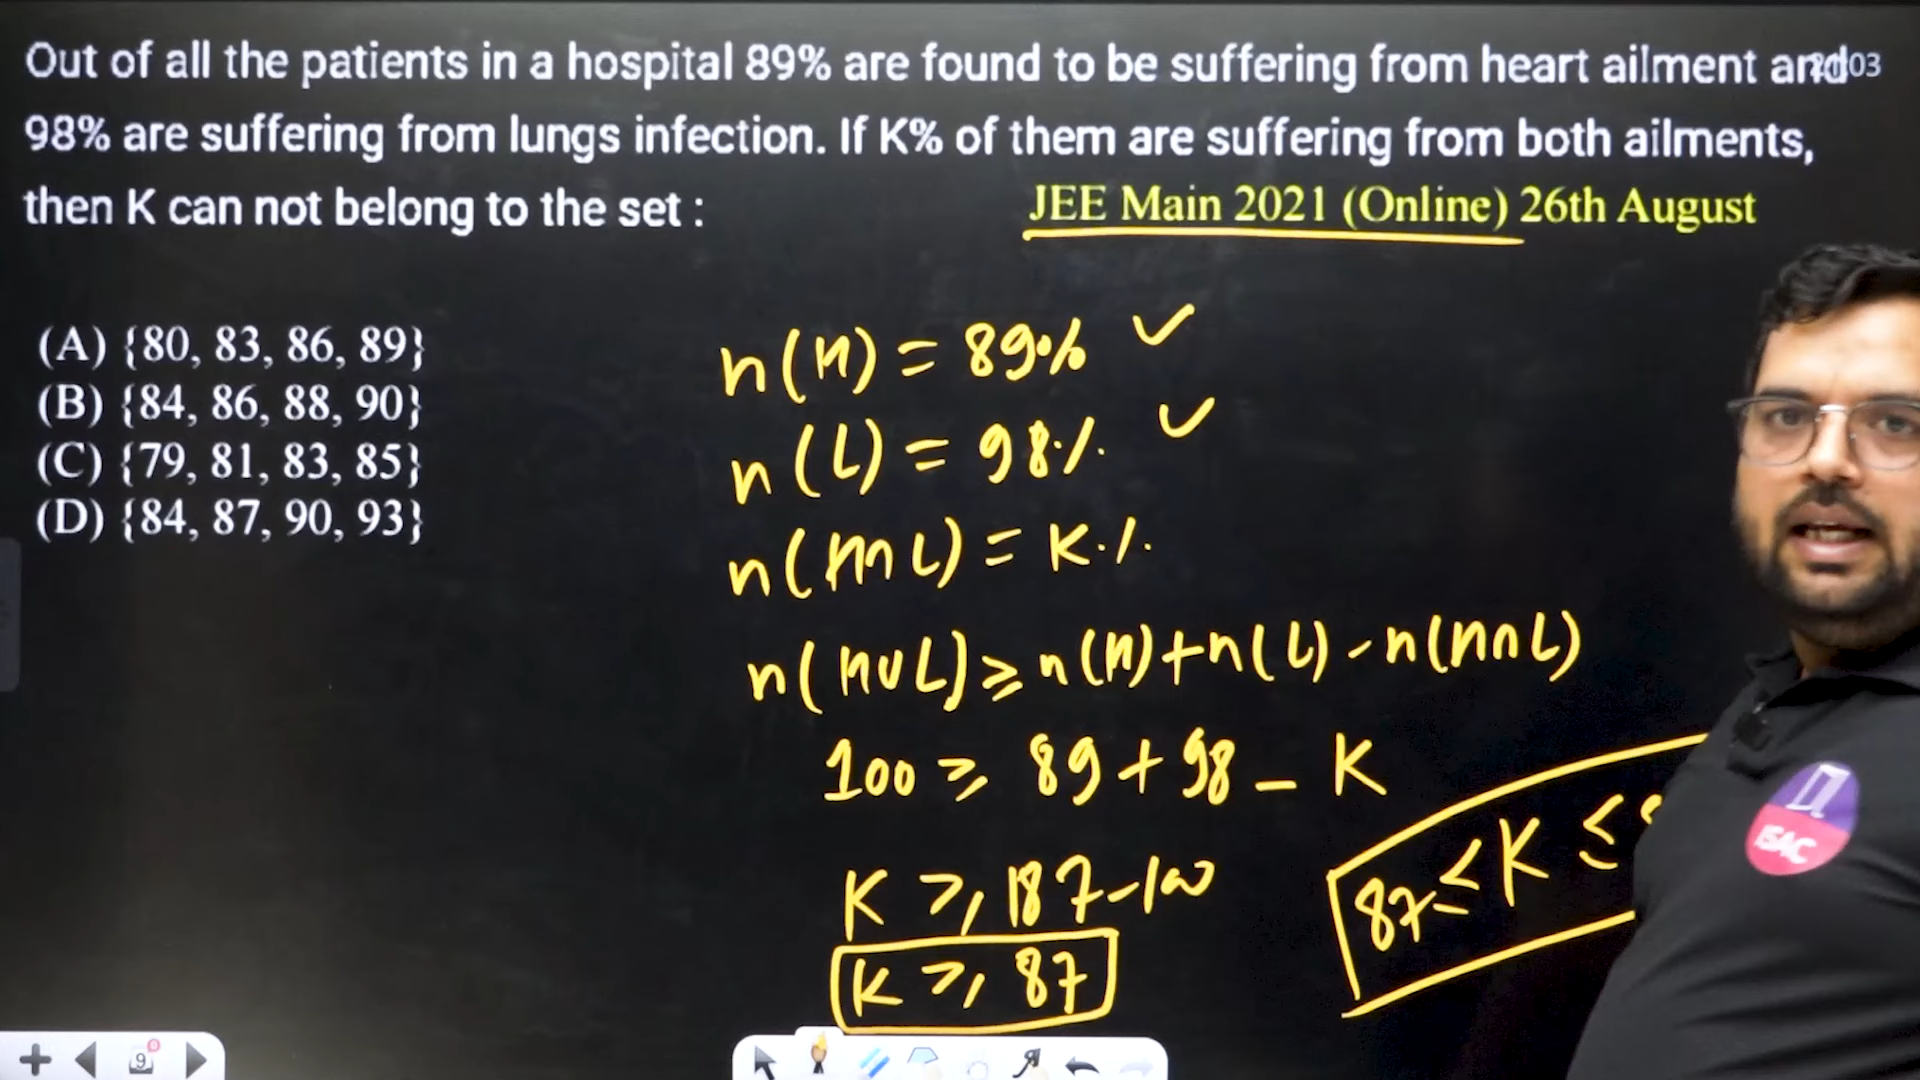 Out of all the patients in a hospital 89% are found to be suffering from heart ailment and
98% are suffering from lungs infection. If K% of them are suffering from both ailments,
then K can not belong to the set :
JEE Main 2021 (Online) 26th August
(A) {80, 83, 86, 89}
(B) {84, 86, 88, 90}
(C) {79, 81, 83, 85}
(D) {84, 87, 90, 93}
n(H) = 89% ✓
n(L) = 98% ✓
n(H∩L) = K%
n(H∪L) ≥ n(H)+n(L)-n(H∩L)
100 ≥ 89+98-K
K ≥ 187-100
K ≥ 87
87 ≤ K ≤
ISAC
9